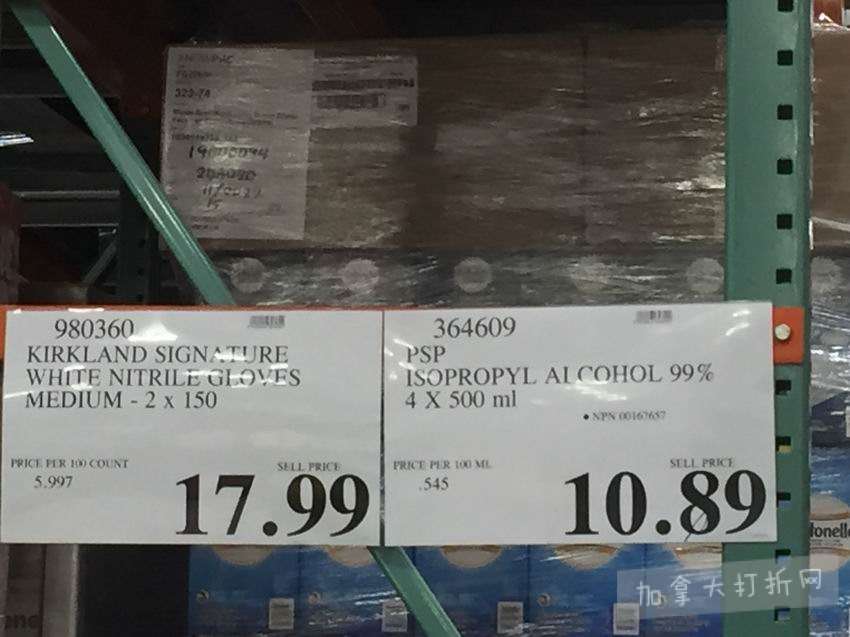 323-74
980360
KIRKLAND SIGNATURE
WHITE NITRILE GLOVES
MEDIUM - 2 x 150
PRICE PER 100 COUNT
5.997
SELL PRICE
17.99
364609
PSP
ISOPROPYL ALCOHOL 99%
4 X 500 ml
• NPN 00167657
PRICE PER 100 ML
.545
SELL PRICE
10.89
加拿大打折网